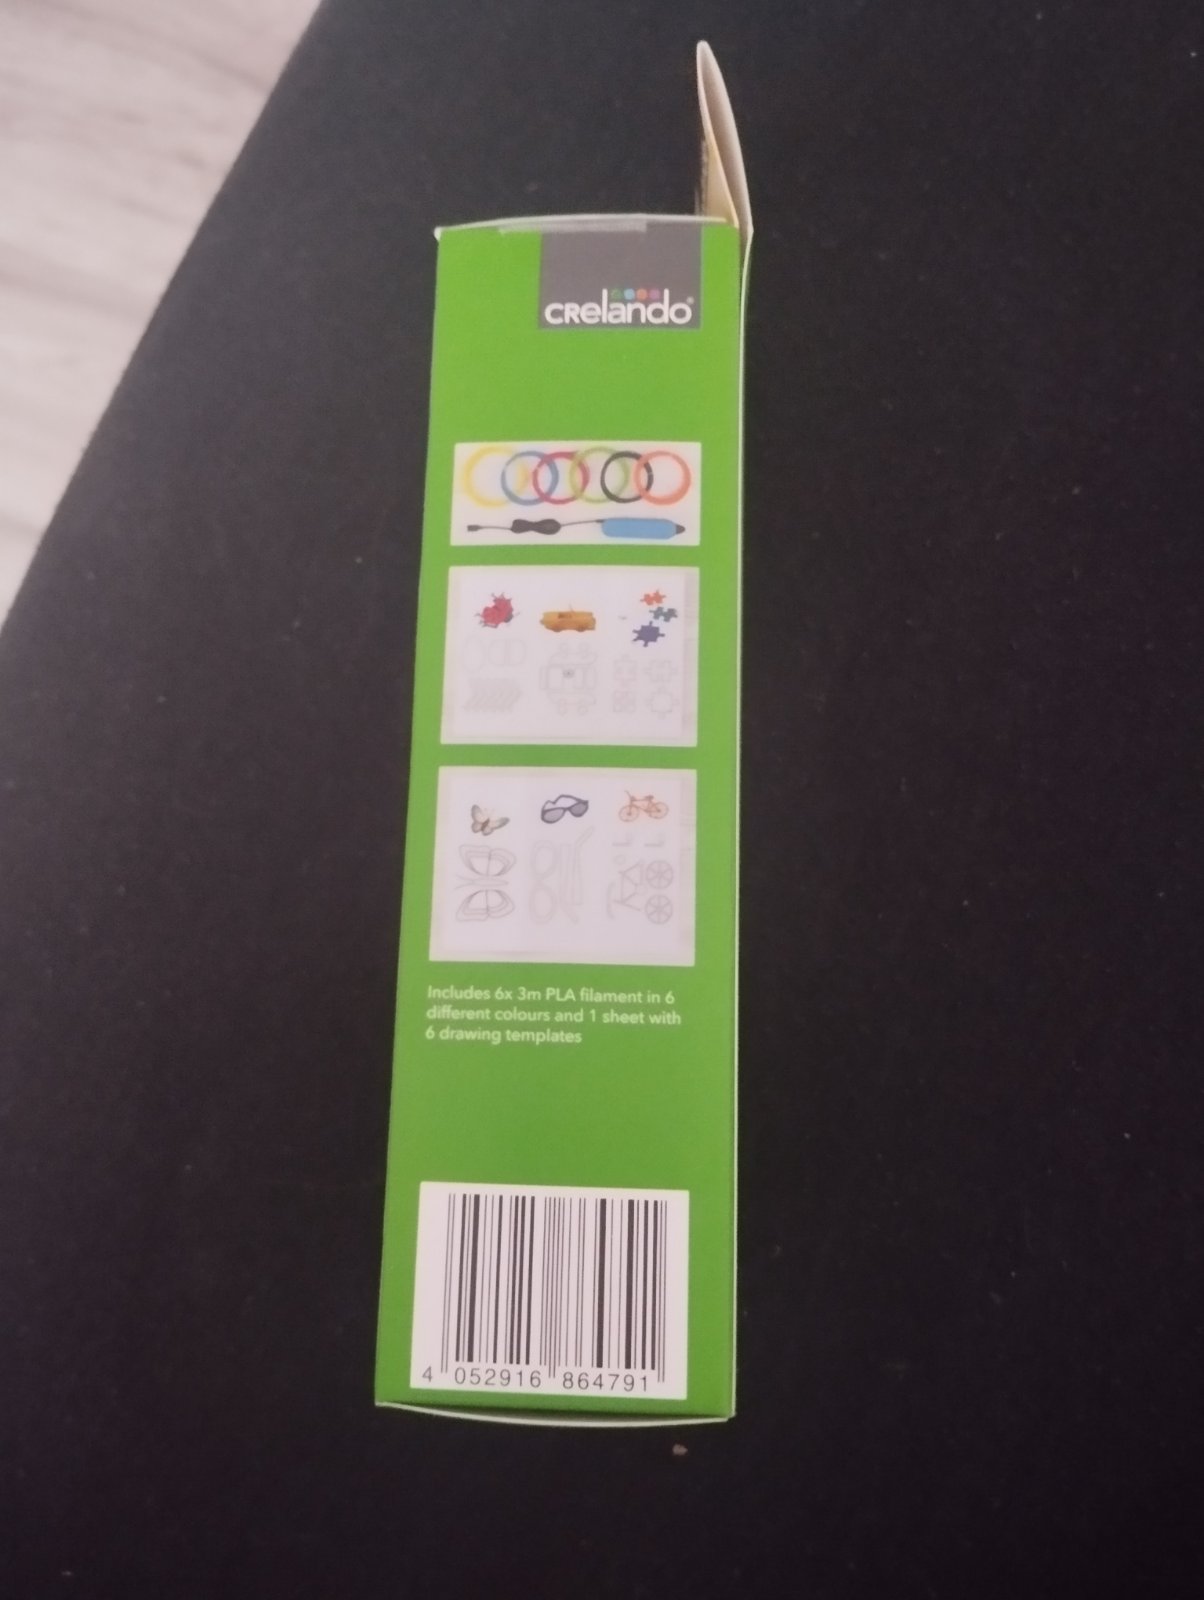 crelando®
Includes 6x 3m PLA filament in 6
different colours and 1 sheet with
6 drawing templates
4 052916 864791